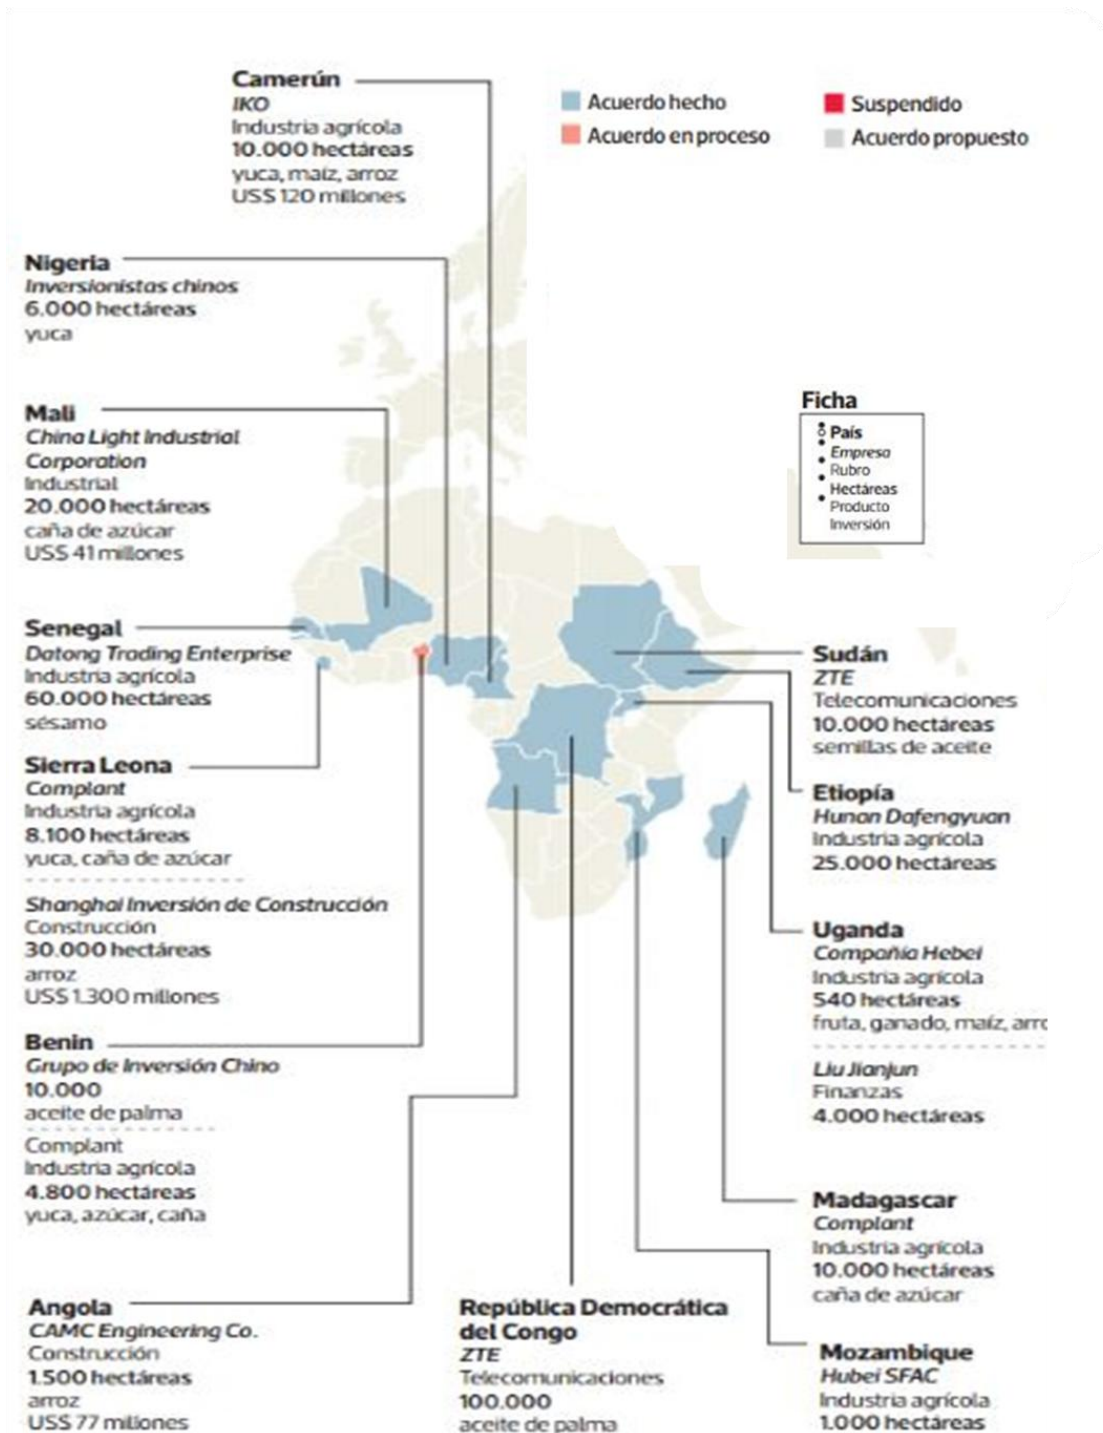 Camerún
IKO
Industria agrícola
10.000 hectáreas
yuca, maíz, arroz
US$ 120 millones
Acuerdo hecho
Acuerdo en proceso
Suspendido
Acuerdo propuesto
Nigeria
Inversionistas chinos
6.000 hectáreas
yuca
Mali
China Light Industrial
Corporation
Industrial
20.000 hectáreas
caña de azúcar
US$ 41 millones
Ficha
País
Empresa
Rubro
Hectáreas
Producto
Inversión
Senegal
Datong Trading Enterprise
Industria agrícola
60.000 hectáreas
sésamo
Sierra Leona
Complant
Industria agrícola
8.100 hectáreas
yuca, caña de azúcar
Shanghai Inversión de Construcción
Construcción
30.000 hectáreas
arroz
US$ 1.300 millones
Benin
Grupo de Inversión Chino
10.000
aceite de palma
Complant
Industria agrícola
4.800 hectáreas
yuca, azúcar, caña
Angola
CAMC Engineering Co.
Construcción
1.500 hectáreas
arroz
US$ 77 millones
República Democrática
del Congo
ZTE
Telecomunicaciones
100.000
aceite de palma
Sudán
ZTE
Telecomunicaciones
10.000 hectáreas
semillas de aceite
Etiopía
Hunan Dafengyuan
Industria agrícola
25.000 hectáreas
Uganda
Compañía Hebei
Industria agrícola
540 hectáreas
fruta, ganado, maíz, arro
Liu Jianjun
Finanzas
4.000 hectáreas
Madagascar
Complant
Industria agrícola
10.000 hectáreas
caña de azúcar
Mozambique
Hubei SFAC
Industria agrícola
1.000 hectáreas